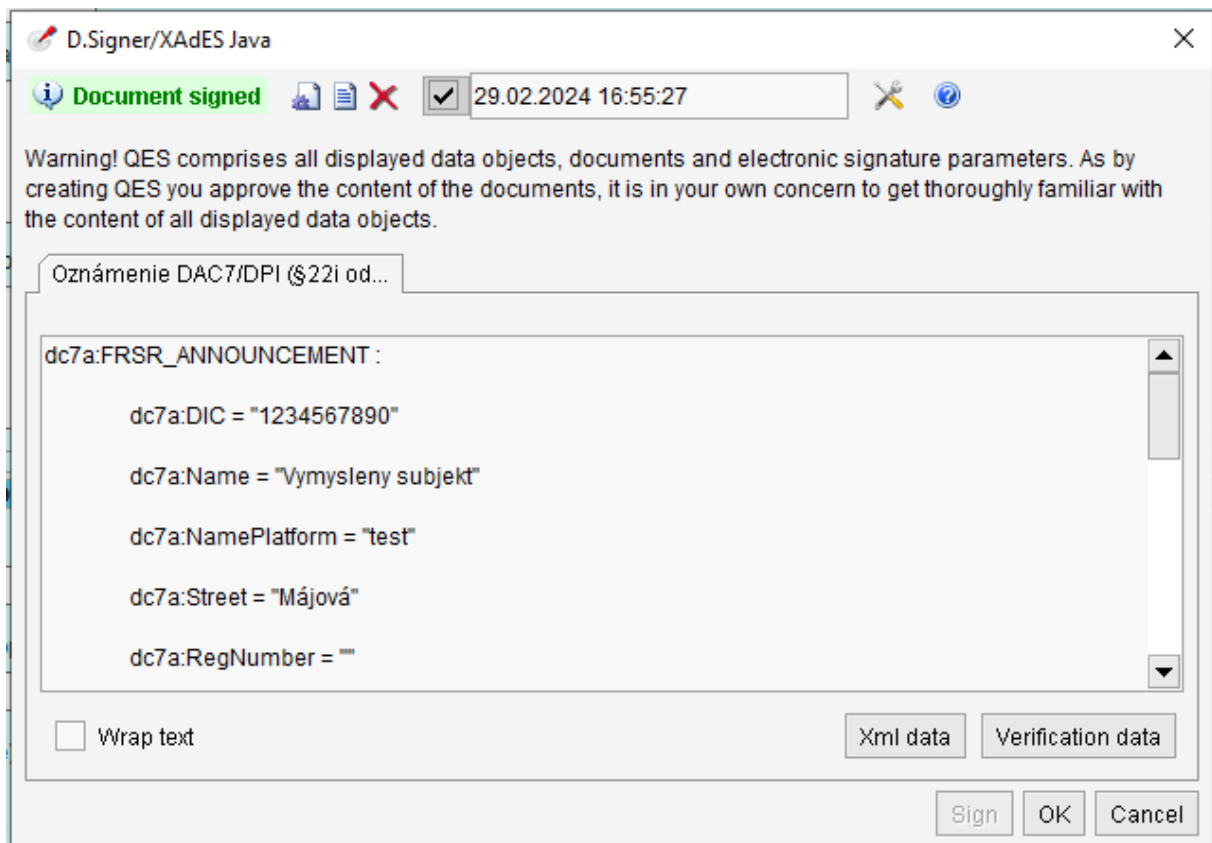 D.Signer/XAdES Java
Document signed 29.02.2024 16:55:27
Warning! QES comprises all displayed data objects, documents and electronic signature parameters. As by
creating QES you approve the content of the documents, it is in your own concern to get thoroughly familiar with
the content of all displayed data objects.
Oznámenie DAC7/DPI (§22i od...
dc7a:FRSR_ANNOUNCEMENT :
dc7a:DIC = "1234567890"
dc7a:Name = "Vymysleny subjekt"
dc7a:NamePlatform = "test"
dc7a:Street = "Májová"
dc7a:RegNumber = ""
Wrap text Xml data Verification data
Sign OK Cancel